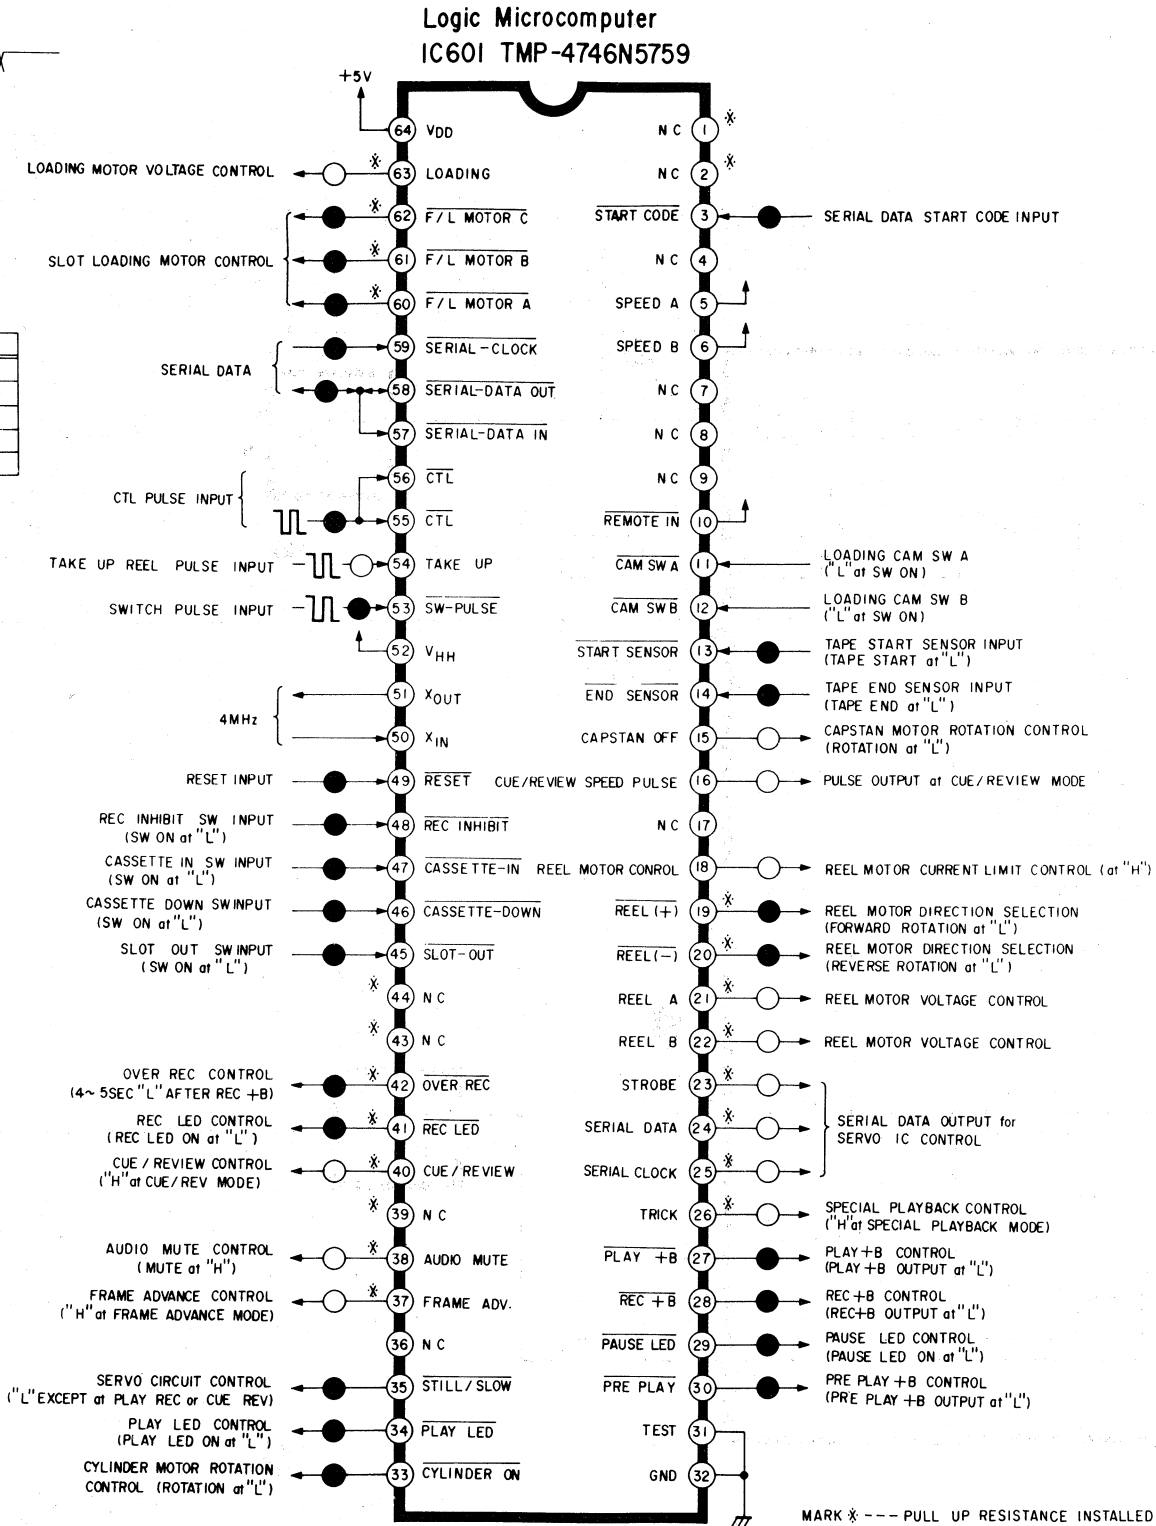 Logic Microcomputer
IC601 TMP-4746N5759
+5V
64 VDD
NC 1 ※
LOADING MOTOR VOLTAGE CONTROL ※ 63 LOADING
NC 2 ※
SLOT LOADING MOTOR CONTROL
※ 62 F/L MOTOR C
※ 61 F/L MOTOR B
※ 60 F/L MOTOR A
START CODE 3 SERIAL DATA START CODE INPUT
NC 4
SPEED A 5
SERIAL DATA
59 SERIAL-CLOCK
58 SERIAL-DATA OUT
57 SERIAL-DATA IN
SPEED B 6
NC 7
NC 8
CTL PULSE INPUT
56 CTL
55 CTL
NC 9
REMOTE IN 10
TAKE UP REEL PULSE INPUT 54 TAKE UP
CAM SW A 11 LOADING CAM SW A
("L" at SW ON)
SWITCH PULSE INPUT 53 SW-PULSE
CAM SW B 12 LOADING CAM SW B
("L" at SW ON)
52 VHH
START SENSOR 13 TAPE START SENSOR INPUT
(TAPE START at "L")
4MHz
51 XOUT
50 XIN
END SENSOR 14 TAPE END SENSOR INPUT
(TAPE END at "L")
CAPSTAN OFF 15 CAPSTAN MOTOR ROTATION CONTROL
(ROTATION at "L")
RESET INPUT 49 RESET
CUE/REVIEW SPEED PULSE 16 PULSE OUTPUT at CUE/REVIEW MODE
REC INHIBIT SW INPUT
(SW ON at "L")
48 REC INHIBIT
NC 17
CASSETTE IN SW INPUT
(SW ON at "L")
47 CASSETTE-IN
REEL MOTOR CONROL 18 REEL MOTOR CURRENT LIMIT CONTROL (at "H")
CASSETTE DOWN SW INPUT
(SW ON at "L")
46 CASSETTE-DOWN
REEL (+) 19 ※ REEL MOTOR DIRECTION SELECTION
(FORWARD ROTATION at "L")
SLOT OUT SW INPUT
(SW ON at "L")
45 SLOT-OUT
REEL (-) 20 ※ REEL MOTOR DIRECTION SELECTION
(REVERSE ROTATION at "L")
※ 44 NC
REEL A 21 ※ REEL MOTOR VOLTAGE CONTROL
※ 43 NC
REEL B 22 ※ REEL MOTOR VOLTAGE CONTROL
OVER REC CONTROL
(4~5SEC "L" AFTER REC +B)
※ 42 OVER REC
STROBE 23 ※
REC LED CONTROL
(REC LED ON at "L")
※ 41 REC LED
SERIAL DATA 24 ※
SERIAL DATA OUTPUT for
SERVO IC CONTROL
CUE / REVIEW CONTROL
("H" at CUE/REV MODE)
※ 40 CUE/REVIEW
SERIAL CLOCK 25 ※
※ 39 NC
TRICK 26 ※ SPECIAL PLAYBACK CONTROL
("H" at SPECIAL PLAYBACK MODE)
AUDIO MUTE CONTROL
(MUTE at "H")
※ 38 AUDIO MUTE
PLAY +B 27 PLAY+B CONTROL
(PLAY+B OUTPUT at "L")
FRAME ADVANCE CONTROL
("H" at FRAME ADVANCE MODE)
※ 37 FRAME ADV.
REC +B 28 REC+B CONTROL
(REC+B OUTPUT at "L")
36 NC
PAUSE LED 29 PAUSE LED CONTROL
(PAUSE LED ON at "L")
SERVO CIRCUIT CONTROL
("L" EXCEPT at PLAY REC or CUE REV)
35 STILL/SLOW
PRE PLAY 30 PRE PLAY+B CONTROL
(PRE PLAY +B OUTPUT at "L")
PLAY LED CONTROL
(PLAY LED ON at "L")
34 PLAY LED
TEST 31
CYLINDER MOTOR ROTATION
CONTROL (ROTATION at "L")
33 CYLINDER ON
GND 32
MARK ※ --- PULL UP RESISTANCE INSTALLED